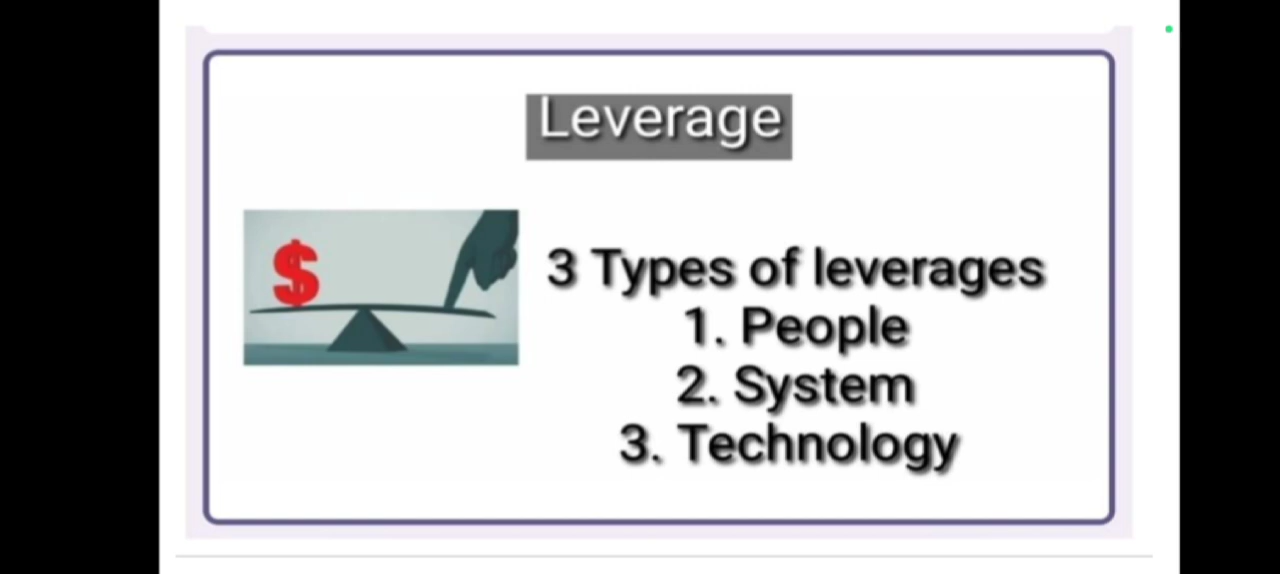 Leverage
$
3 Types of leverages
1. People
2. System
3. Technology